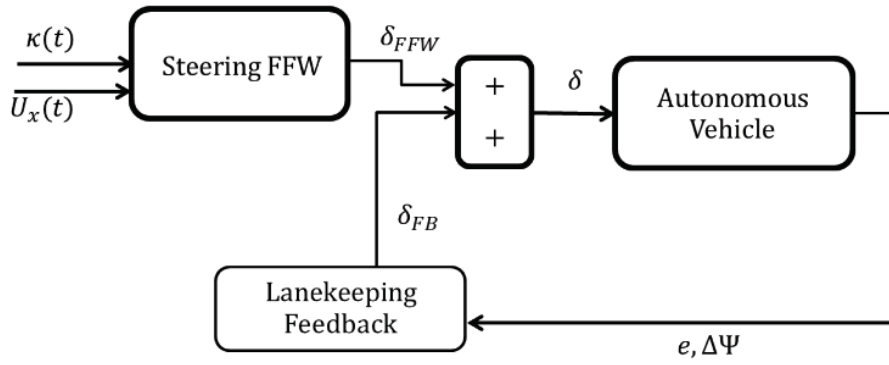 κ(t)
U_x(t)
Steering FFW
δ_FFW
+
+
δ
Autonomous
Vehicle
δ_FB
Lanekeeping
Feedback
e, ΔΨ